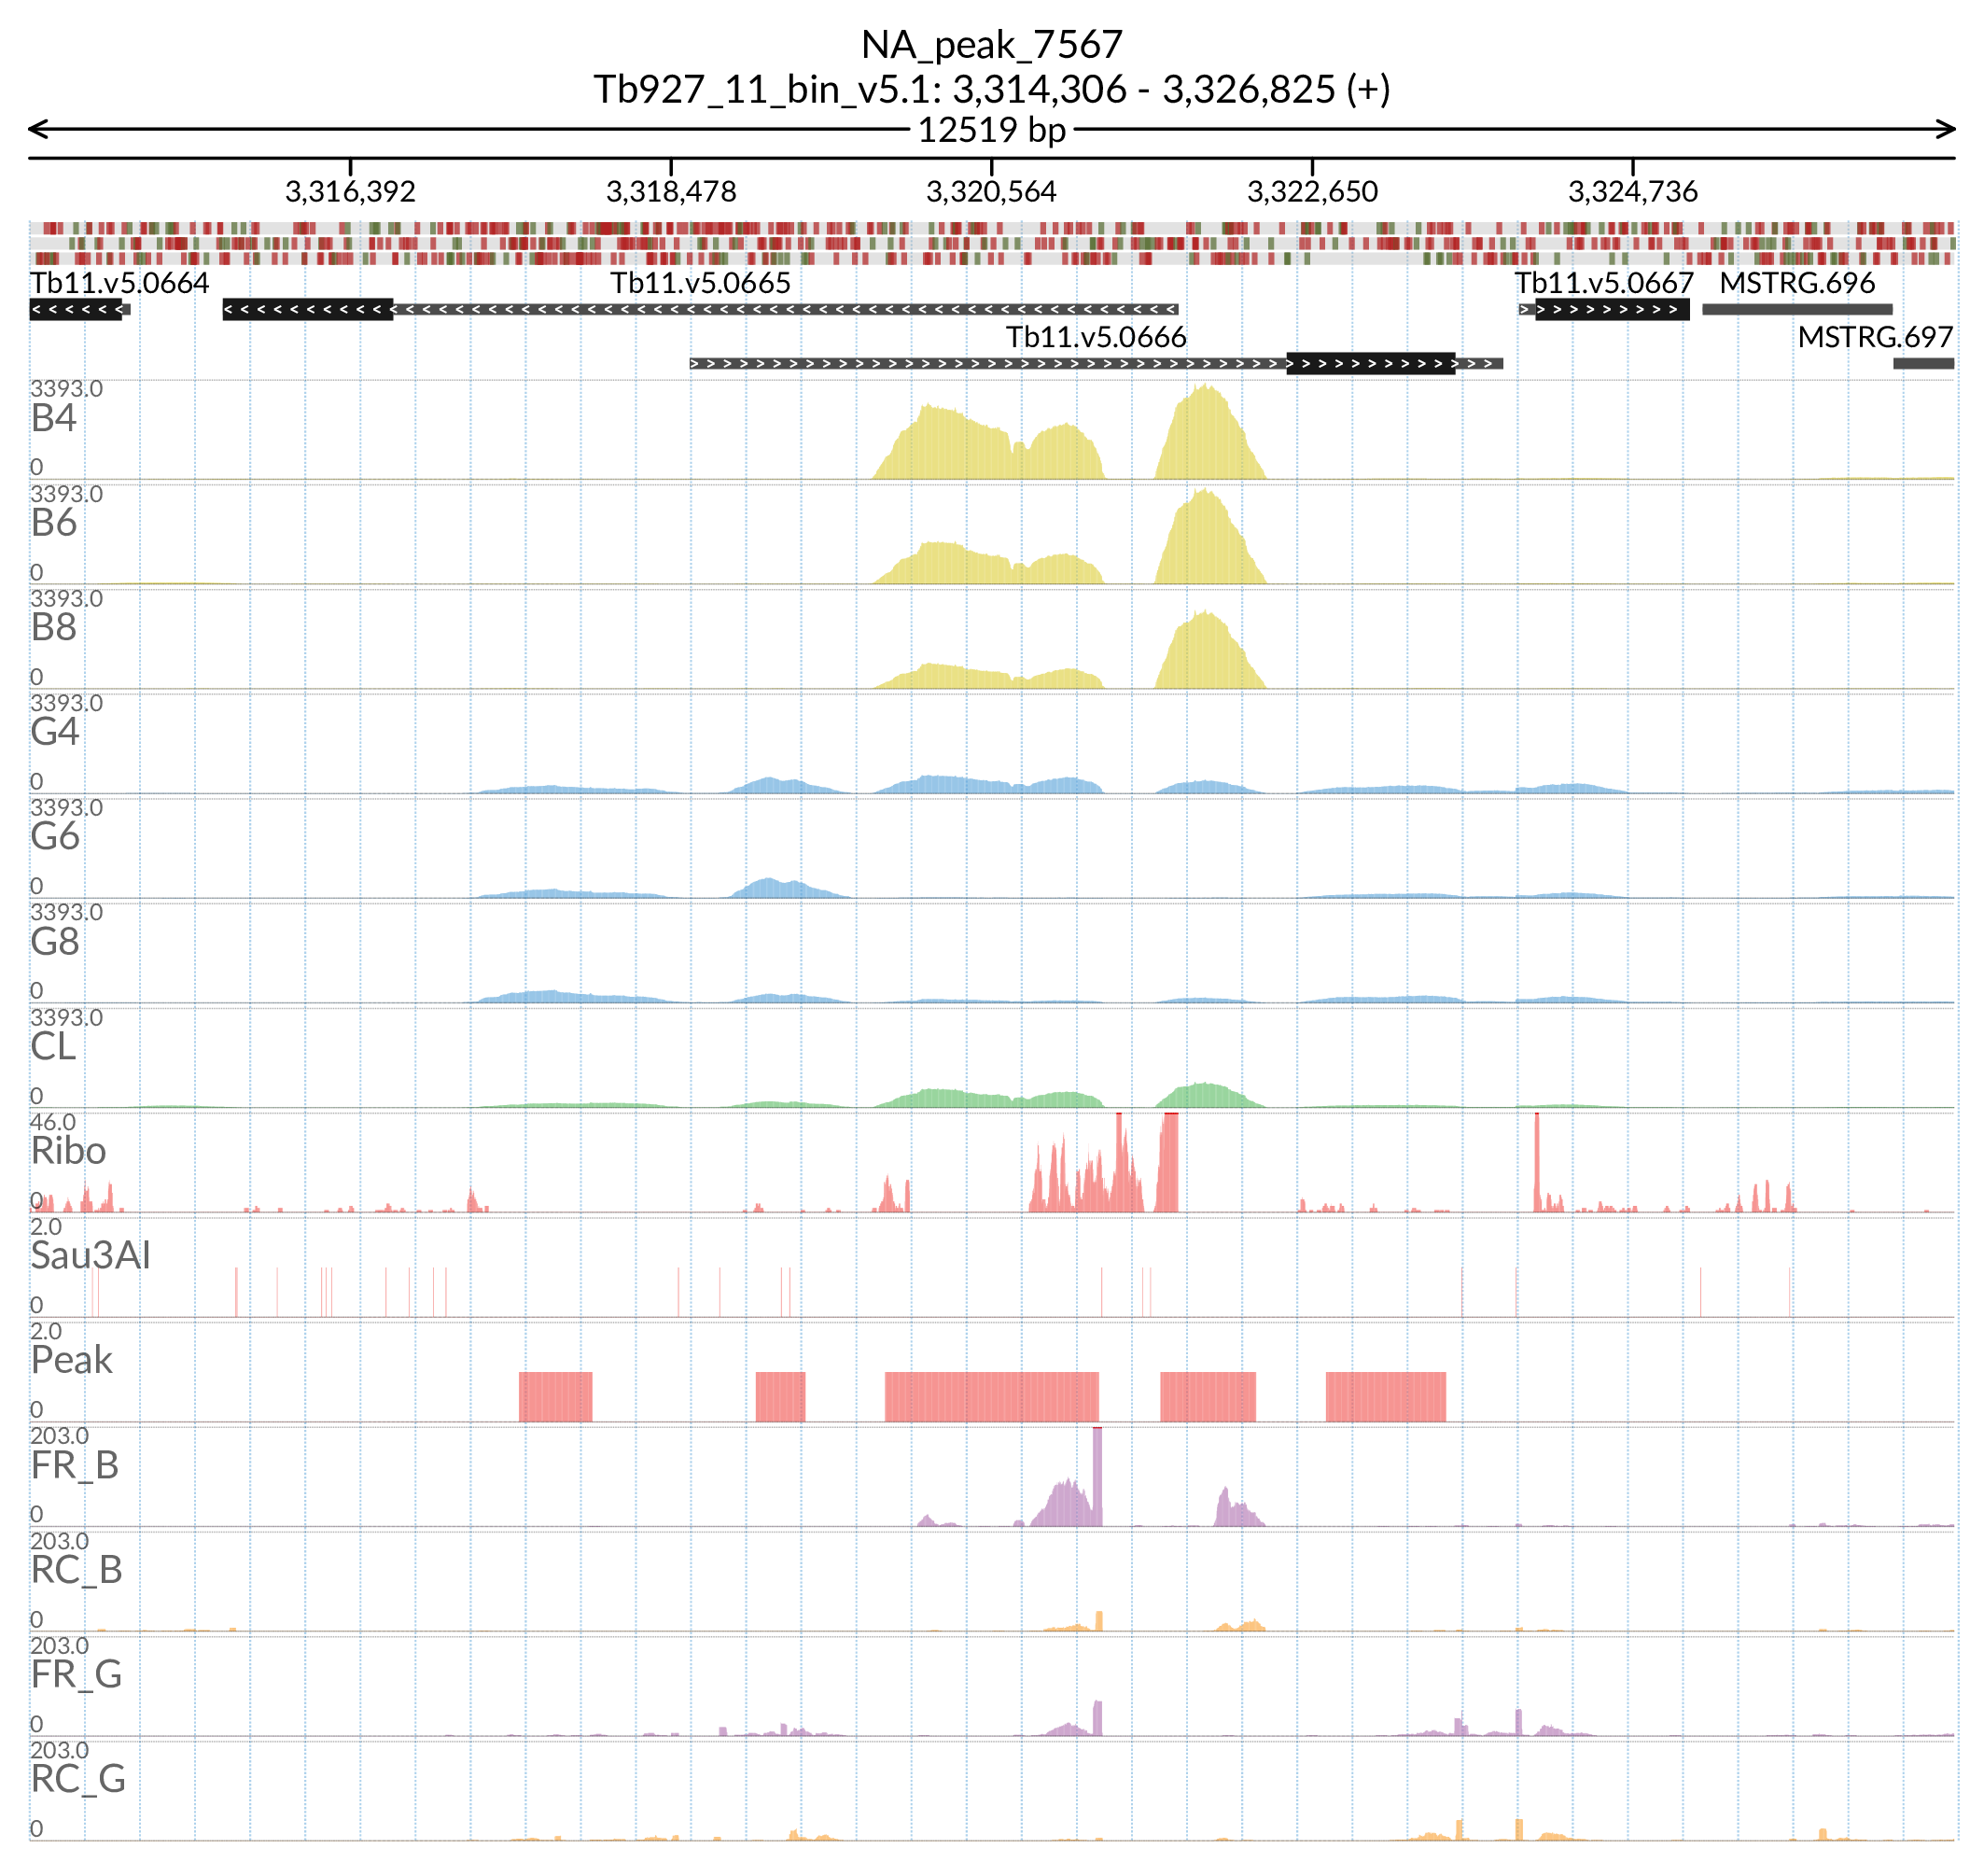 NA_peak_7567
Tb927_11_bin_v5.1: 3,314,306 - 3,326,825 (+)
12519 bp
3,316,392 3,318,478 3,320,564 3,322,650 3,324,736
Tb11.v5.0664 Tb11.v5.0665 Tb11.v5.0667 MSTRG.696
Tb11.v5.0666 MSTRG.697
3393.0
B4
0
3393.0
B6
0
3393.0
B8
0
3393.0
G4
0
3393.0
G6
0
3393.0
G8
0
3393.0
CL
0
46.0
Ribo
0
2.0
Sau3AI
0
2.0
Peak
0
203.0
FR_B
0
203.0
RC_B
0
203.0
FR_G
0
203.0
RC_G
0